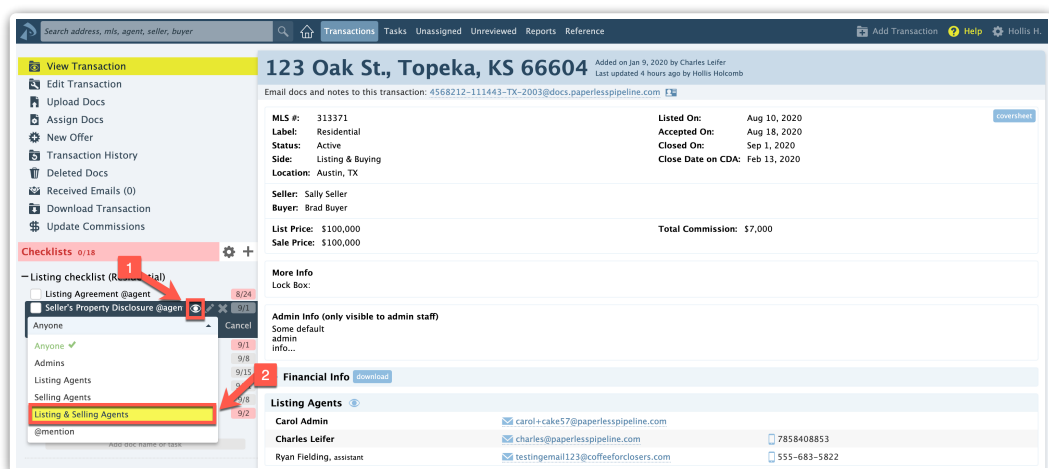 Search address, mls, agent, seller, buyer
Transactions Tasks Unassigned Unreviewed Reports Reference
Add Transaction ? Help Hollis H.
View Transaction
Edit Transaction
Upload Docs
Assign Docs
New Offer
Transaction History
Deleted Docs
Received Emails (0)
Download Transaction
Update Commissions
Checklists 0/18
1
Listing checklist (Residential)
Listing Agreement @agent 8/24
Seller's Property Disclosure @agen 9/1
Anyone Cancel
Anyone 9/1
Admins 9/8
Listing Agents 9/15
Selling Agents 9/8
Listing & Selling Agents 9/2
@mention
Add doc name or task
2
123 Oak St., Topeka, KS 66604
Added on Jan 9, 2020 by Charles Leifer
Last updated 4 hours ago by Hollis Holcomb
Email docs and notes to this transaction: 4568212-111443-TX-2003@docs.paperlesspipeline.com
coversheet
MLS #: 313371
Label: Residential
Status: Active
Side: Listing & Buying
Location: Austin, TX
Listed On: Aug 10, 2020
Accepted On: Aug 18, 2020
Closed On: Sep 1, 2020
Close Date on CDA: Feb 13, 2020
Seller: Sally Seller
Buyer: Brad Buyer
List Price: $100,000
Sale Price: $100,000
Total Commission: $7,000
More Info
Lock Box:
Admin Info (only visible to admin staff)
Some default
admin
info...
Financial Info download
Listing Agents
Carol Admin carol+cake57@paperlesspipeline.com
Charles Leifer charles@paperlesspipeline.com 7858408853
Ryan Fielding, assistant testingemail123@coffeeforclosers.com 555-683-5822